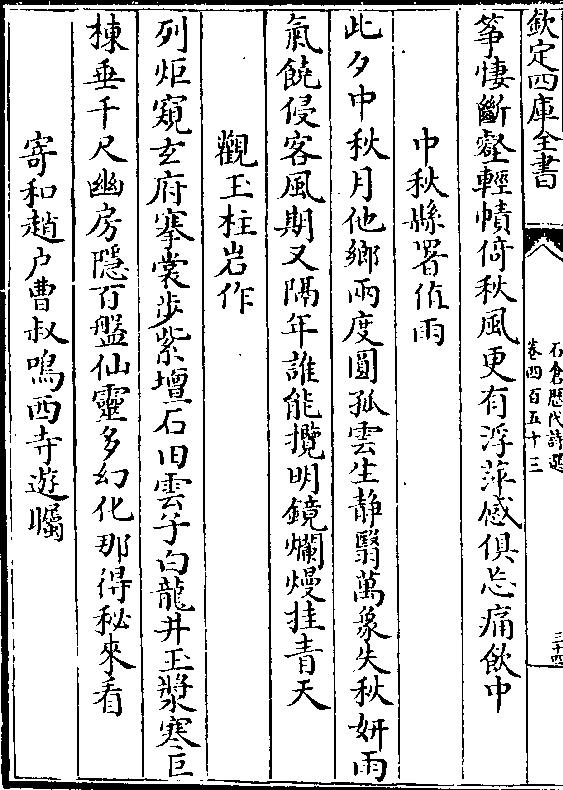 欽定四庫全書
石倉歷代詩選
卷四百五十三
三十四
筝悽斷壑輕幘倚秋風更有浮萍感俱忘痛飲中
中秋縣署值雨
此夕中秋月他鄉兩度圓孤雲生静翳萬象失秋妍雨
氣饒侵客風期又隔年誰能攬明鏡爛熳挂青天
觀玉柱岩作
列炬窺玄府搴裳步紫壇石田雲子白龍井玉漿寒巨
棟垂千尺幽房隱百盤仙靈多幻化那得秘來看
寄和趙户曹叔鳴西寺遊矚